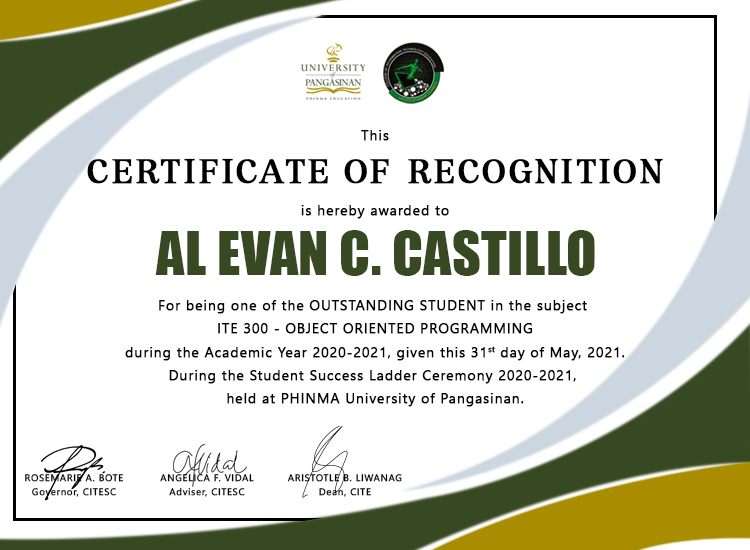 UNIVERSITY
of
PANGASINAN
PHINMA EDUCATION
This
CERTIFICATE OF RECOGNITION
is hereby awarded to
AL EVAN C. CASTILLO
For being one of the OUTSTANDING STUDENT in the subject
ITE 300 - OBJECT ORIENTED PROGRAMMING
during the Academic Year 2020-2021, given this 31st day of May, 2021.
During the Student Success Ladder Ceremony 2020-2021,
held at PHINMA University of Pangasinan.
ROSEMARIE A. BOTE ANGELICA F. VIDAL ARISTOTLE B. LIWANAG
Governor, CITESC Adviser, CITESC Dean, CITE